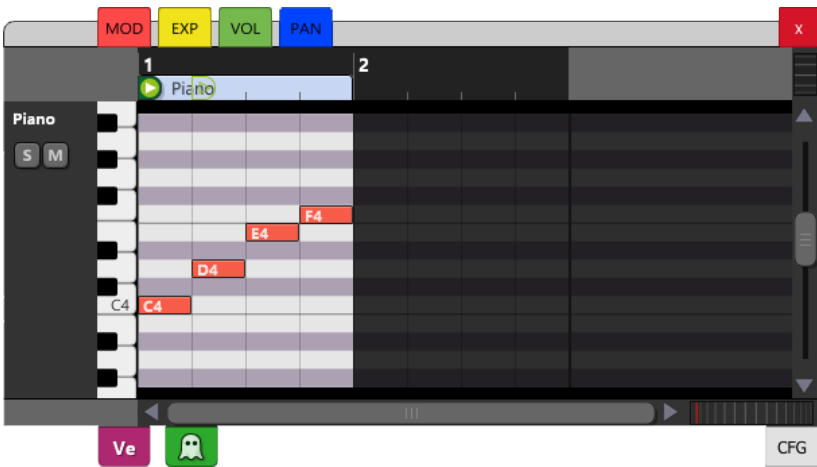 MOD EXP VOL PAN x
1 2
Piano
Piano
S M
F4
E4
D4
C4 C4
Ve CFG